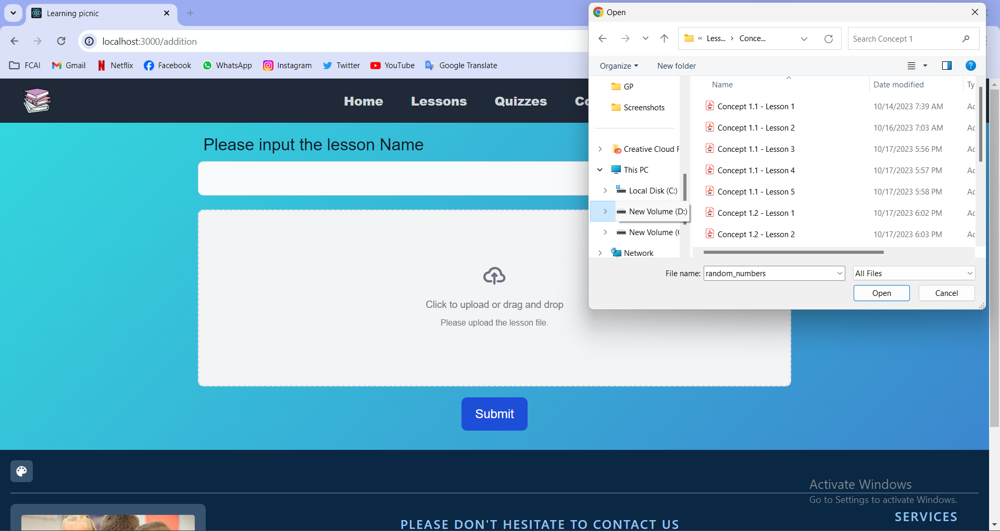 Learning picnic
localhost:3000/addition
FCAI
Gmail
Netflix
Facebook
WhatsApp
Instagram
Twitter
YouTube
Google Translate
Home
Lessons
Quizzes
Please input the lesson Name
Click to upload or drag and drop
Please upload the lesson file.
Submit
Open
« Less... › Conce...
Search Concept 1
Organize
New folder
GP
Screenshots
Creative Cloud F
This PC
Local Disk (C:)
New Volume (D:)
New Volume (
Network
Name Date modified Ty
Concept 1.1 - Lesson 1 10/14/2023 7:39 AM Ac
Concept 1.1 - Lesson 2 10/16/2023 7:03 AM Ac
Concept 1.1 - Lesson 3 10/17/2023 5:56 PM Ac
Concept 1.1 - Lesson 4 10/17/2023 5:57 PM Ac
Concept 1.1 - Lesson 5 10/17/2023 5:58 PM Ac
Concept 1.2 - Lesson 1 10/17/2023 6:02 PM Ac
Concept 1.2 - Lesson 2 10/17/2023 6:03 PM Ac
File name: random_numbers
All Files
Open
Cancel
Activate Windows
Go to Settings to activate Windows.
SERVICES
PLEASE DON'T HESITATE TO CONTACT US